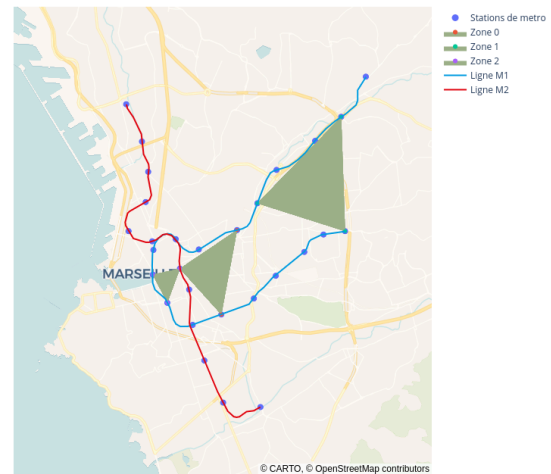 Stations de metro
Zone 0
Zone 1
Zone 2
Ligne M1
Ligne M2
MARSEILLE
© CARTO, © OpenStreetMap contributors